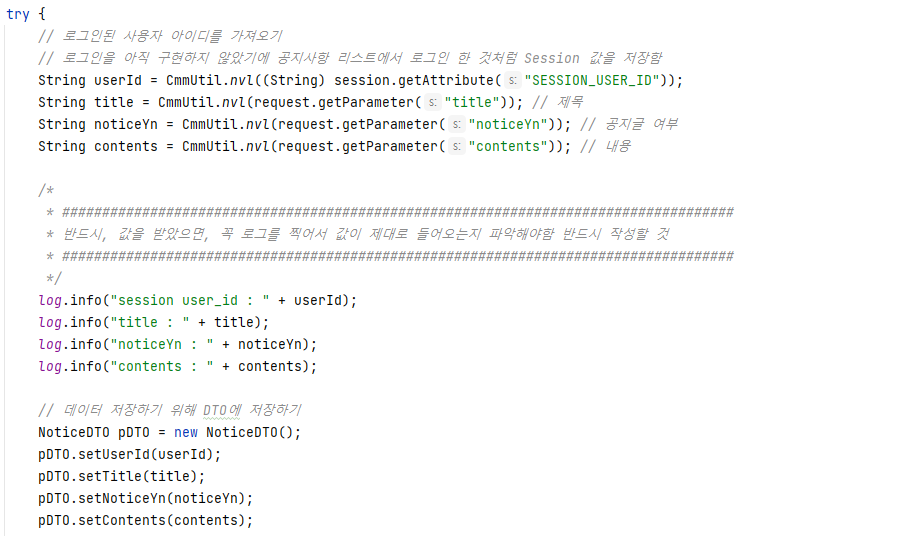 try {
// 로그인된 사용자 아이디를 가져오기
// 로그인을 아직 구현하지 않았기에 공지사항 리스트에서 로그인 한 것처럼 Session 값을 저장함
String userId = CmmUtil.nvl((String) session.getAttribute( s: "SESSION_USER_ID"));
String title = CmmUtil.nvl(request.getParameter( s: "title")); // 제목
String noticeYn = CmmUtil.nvl(request.getParameter( s: "noticeYn")); // 공지글 여부
String contents = CmmUtil.nvl(request.getParameter( s: "contents")); // 내용
/*
* ####################################################################################
* 반드시, 값을 받았으면, 꼭 로그를 찍어서 값이 제대로 들어오는지 파악해야함 반드시 작성할 것
* ####################################################################################
*/
log.info("session user_id : " + userId);
log.info("title : " + title);
log.info("noticeYn : " + noticeYn);
log.info("contents : " + contents);
// 데이터 저장하기 위해 DTO에 저장하기
NoticeDTO pDTO = new NoticeDTO();
pDTO.setUserId(userId);
pDTO.setTitle(title);
pDTO.setNoticeYn(noticeYn);
pDTO.setContents(contents);